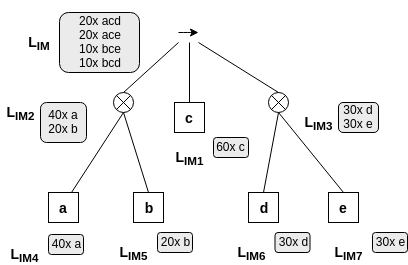 20x acd
20x ace
10x bce
10x bcd
L_IM
→
L_IM2
40x a
20x b
c
L_IM1
60x c
L_IM3
30x d
30x e
a
b
d
e
L_IM4
40x a
L_IM5
20x b
L_IM6
30x d
L_IM7
30x e